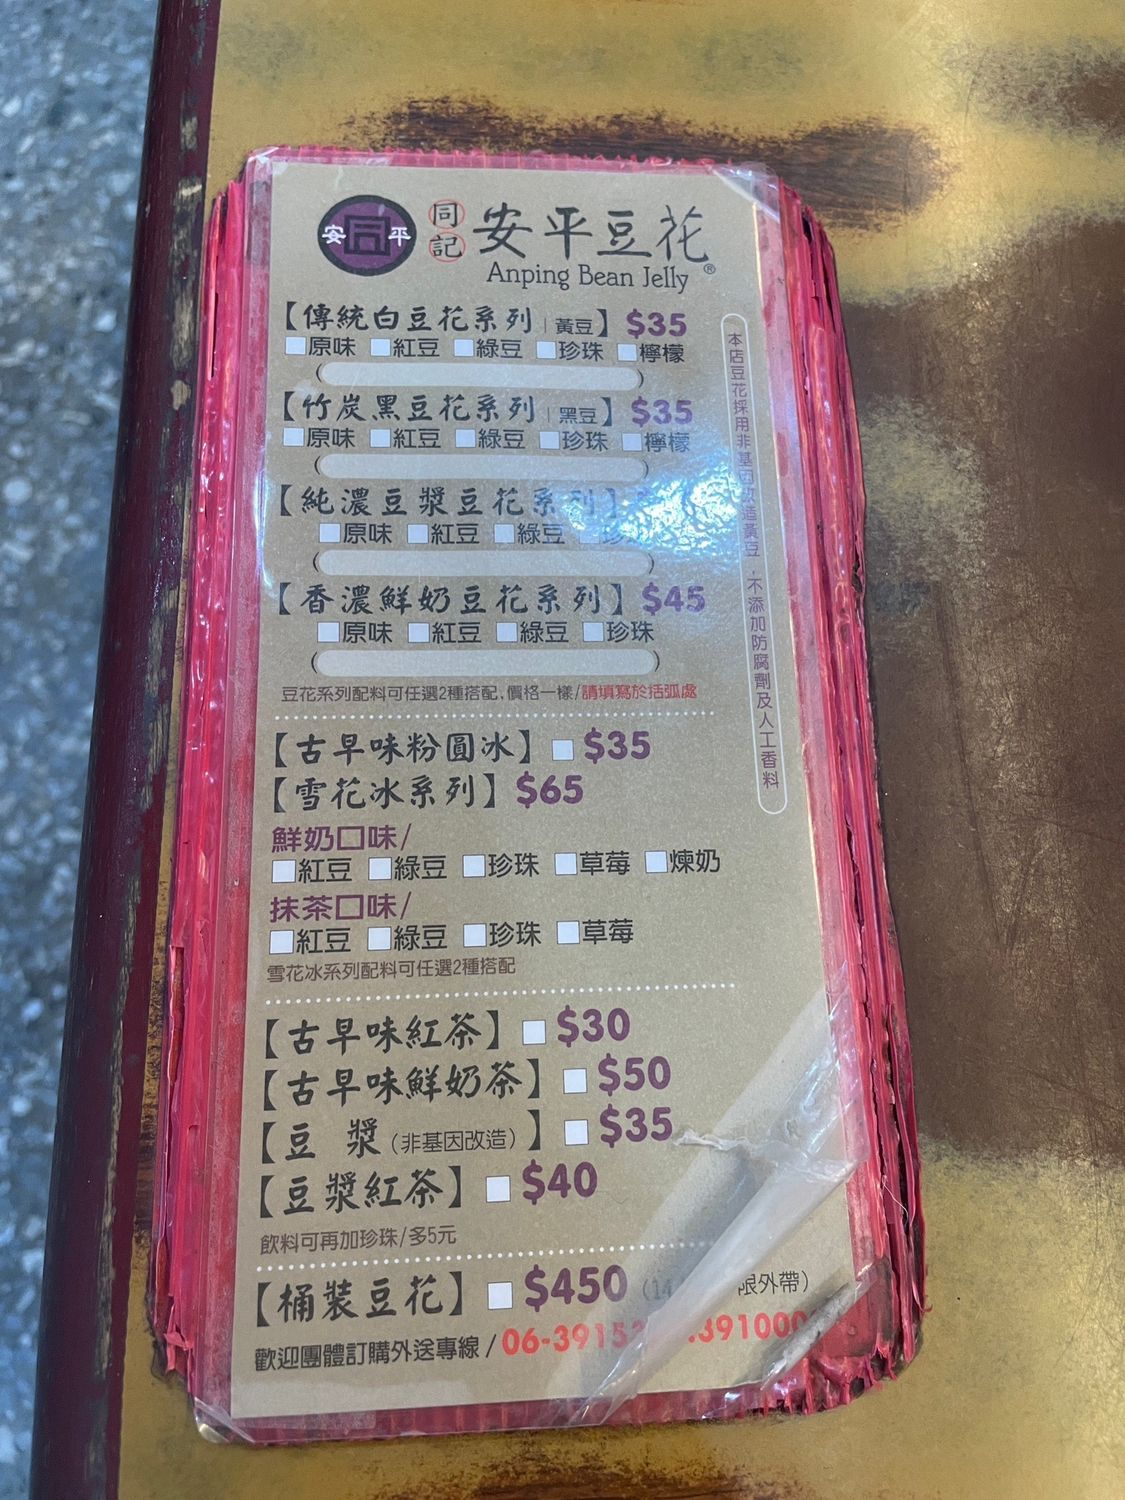 安同平
同記 安平豆花
Anping Bean Jelly®
【傳統白豆花系列|黃豆】$35
□原味 □紅豆 □綠豆 □珍珠 □檸檬
【竹炭黑豆花系列|黑豆】$35
□原味 □紅豆 □綠豆 □珍珠 □檸檬
【純濃豆漿豆花系列】
□原味 □紅豆 □綠豆 □珍
【香濃鮮奶豆花系列】$45
□原味 □紅豆 □綠豆 □珍珠
豆花系列配料可任選2種搭配,價格一樣/請填寫於括弧處
本店豆花採用非基因改造黃豆,不添加防腐劑及人工香料
【古早味粉圓冰】□$35
【雪花冰系列】$65
鮮奶口味/
□紅豆 □綠豆 □珍珠 □草莓 □煉奶
抹茶口味/
□紅豆 □綠豆 □珍珠 □草莓
雪花冰系列配料可任選2種搭配
【古早味紅茶】□$30
【古早味鮮奶茶】□$50
【豆 漿(非基因改造)】□$35
【豆漿紅茶】□$40
飲料可再加珍珠/多5元
【桶裝豆花】□$450 限外帶)
歡迎團體訂購外送專線/06-3915 391000